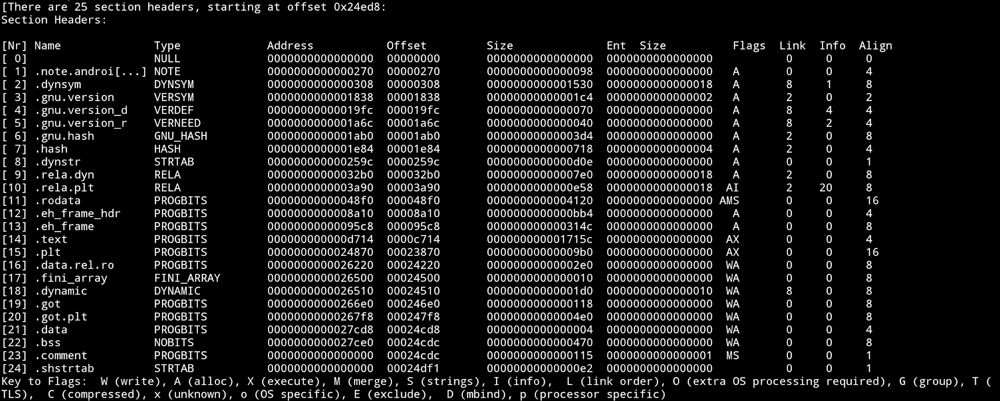 [There are 25 section headers, starting at offset 0x24ed8:
Section Headers:
[Nr] Name Type Address Offset Size Ent Size Flags Link Info Align
[ 0] NULL 0000000000000000 00000000 0000000000000000 0000000000000000 0 0 0
[ 1] .note.androi[...] NOTE 0000000000000270 00000270 0000000000000098 0000000000000000 A 0 0 4
[ 2] .dynsym DYNSYM 0000000000000308 00000308 0000000000001530 0000000000000018 A 8 1 8
[ 3] .gnu.version VERSYM 0000000000001838 00001838 00000000000001c4 0000000000000002 A 2 0 2
[ 4] .gnu.version_d VERDEF 00000000000019fc 000019fc 0000000000000070 0000000000000000 A 8 4 4
[ 5] .gnu.version_r VERNEED 0000000000001a6c 00001a6c 0000000000000040 0000000000000000 A 8 2 4
[ 6] .gnu.hash GNU_HASH 0000000000001ab0 00001ab0 00000000000003d4 0000000000000000 A 2 0 8
[ 7] .hash HASH 0000000000001e84 00001e84 0000000000000718 0000000000000004 A 2 0 4
[ 8] .dynstr STRTAB 000000000000259c 0000259c 0000000000000d0e 0000000000000000 A 0 0 1
[ 9] .rela.dyn RELA 00000000000032b0 000032b0 00000000000007e0 0000000000000018 A 2 0 8
[10] .rela.plt RELA 0000000000003a90 00003a90 0000000000000e58 0000000000000018 AI 2 20 8
[11] .rodata PROGBITS 00000000000048f0 000048f0 0000000000004120 0000000000000000 AMS 0 0 16
[12] .eh_frame_hdr PROGBITS 0000000000008a10 00008a10 0000000000000bb4 0000000000000000 A 0 0 4
[13] .eh_frame PROGBITS 00000000000095c8 000095c8 000000000000314c 0000000000000000 A 0 0 8
[14] .text PROGBITS 000000000000d714 0000c714 000000000001715c 0000000000000000 AX 0 0 4
[15] .plt PROGBITS 0000000000024870 00023870 00000000000009b0 0000000000000000 AX 0 0 16
[16] .data.rel.ro PROGBITS 0000000000026220 00024220 00000000000002e0 0000000000000000 WA 0 0 8
[17] .fini_array FINI_ARRAY 0000000000026500 00024500 0000000000000010 0000000000000000 WA 0 0 8
[18] .dynamic DYNAMIC 0000000000026510 00024510 00000000000001d0 0000000000000010 WA 8 0 8
[19] .got PROGBITS 00000000000266e0 000246e0 0000000000000118 0000000000000000 WA 0 0 8
[20] .got.plt PROGBITS 00000000000267f8 000247f8 00000000000004e0 0000000000000000 WA 0 0 8
[21] .data PROGBITS 0000000000027cd8 00024cd8 0000000000000004 0000000000000000 WA 0 0 4
[22] .bss NOBITS 0000000000027ce0 00024cdc 0000000000000470 0000000000000000 WA 0 0 8
[23] .comment PROGBITS 0000000000000000 00024cdc 0000000000000115 0000000000000001 MS 0 0 1
[24] .shstrtab STRTAB 0000000000000000 00024df1 00000000000000e2 0000000000000000 0 0 1
Key to Flags: W (write), A (alloc), X (execute), M (merge), S (strings), I (info), L (link order), O (extra OS processing required), G (group), T (
TLS), C (compressed), x (unknown), o (OS specific), E (exclude), D (mbind), p (processor specific)